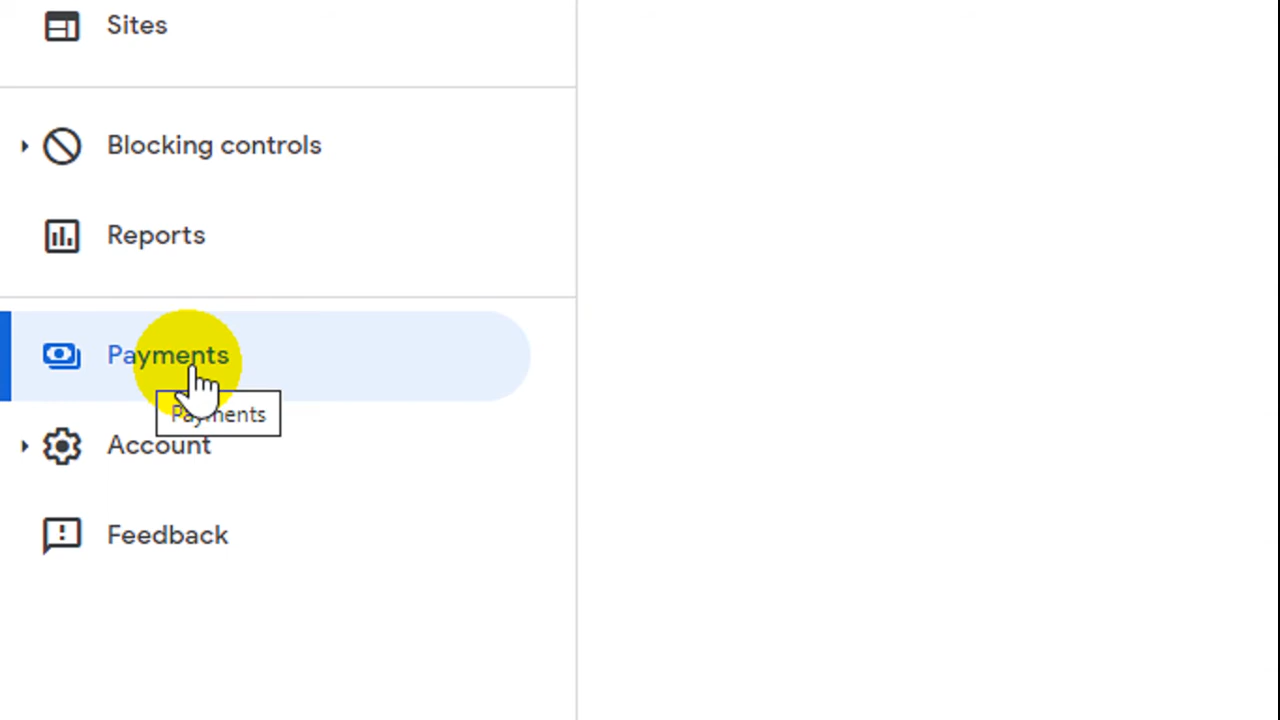 Sites
Blocking controls
Reports
Payments
Payments
Account
Feedback